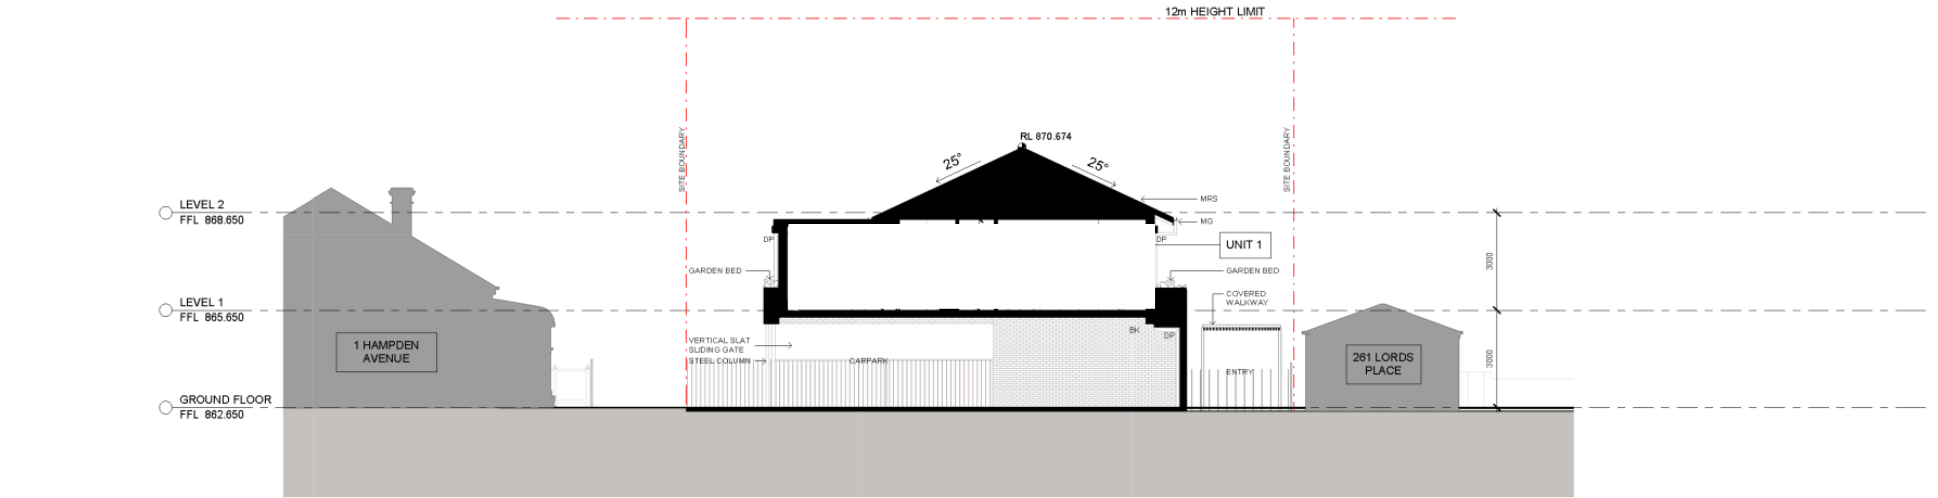 12m HEIGHT LIMIT
SITE BOUNDARY
SITE BOUNDARY
RL 870.674
25°
25°
MRS
MG
LEVEL 2
FFL 868.650
DP
DP
UNIT 1
GARDEN BED
GARDEN BED
3000
LEVEL 1
FFL 865.650
COVERED
WALKWAY
BK
DP
1 HAMPDEN
AVENUE
VERTICAL SLAT
SLIDING GATE
STEEL COLUMN
CARPARK
ENTRY
261 LORDS
PLACE
3000
GROUND FLOOR
FFL 862.650